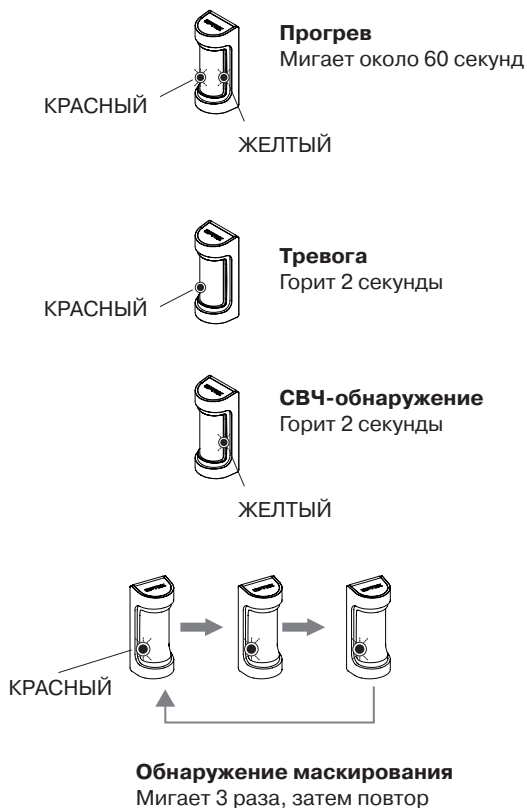 Прогрев
Мигает около 60 секунд
КРАСНЫЙ
ЖЕЛТЫЙ
Тревога
Горит 2 секунды
КРАСНЫЙ
СВЧ-обнаружение
Горит 2 секунды
ЖЕЛТЫЙ
КРАСНЫЙ
Обнаружение маскирования
Мигает 3 раза, затем повтор